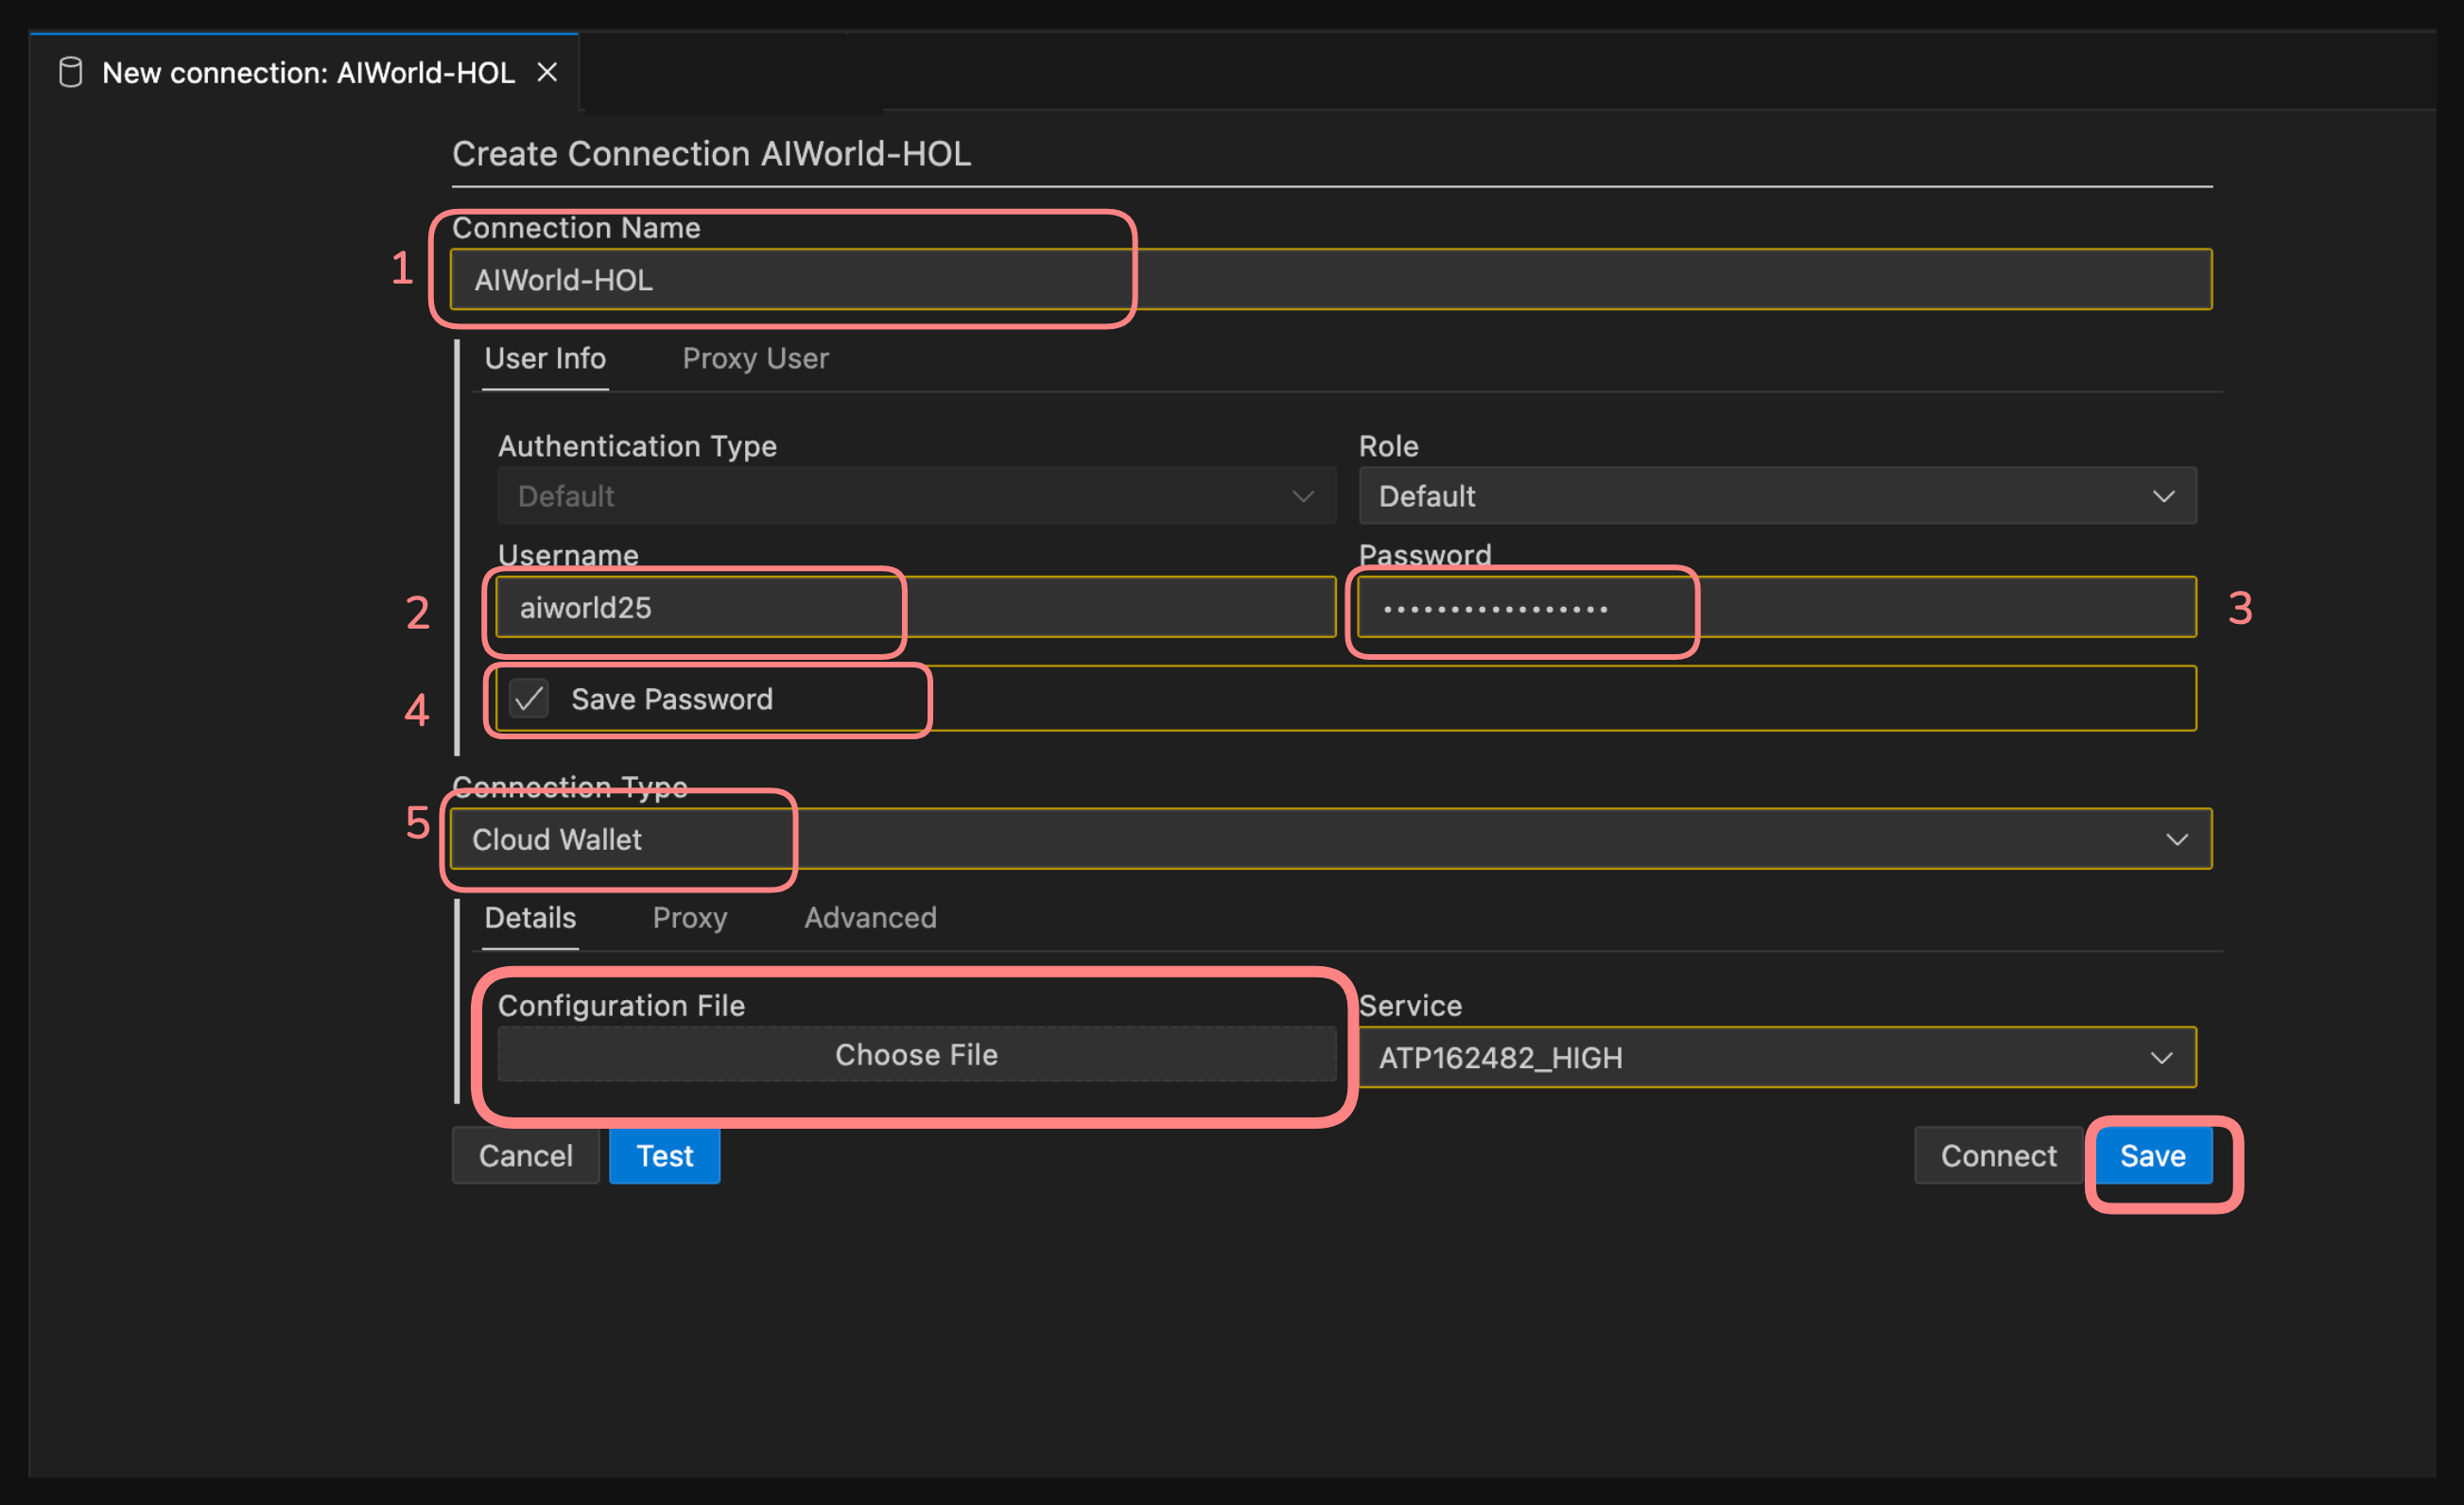 New connection: AIWorld-HOL
Create Connection AIWorld-HOL
Connection Name
1
AIWorld-HOL
User Info Proxy User
Authentication Type Role
Default Default
Username Password
2 aiworld25 ••••••••••••••••• 3
4 Save Password
Connection Type
5 Cloud Wallet
Details Proxy Advanced
Configuration File Service
Choose File ATP162482_HIGH
Cancel Test Connect Save